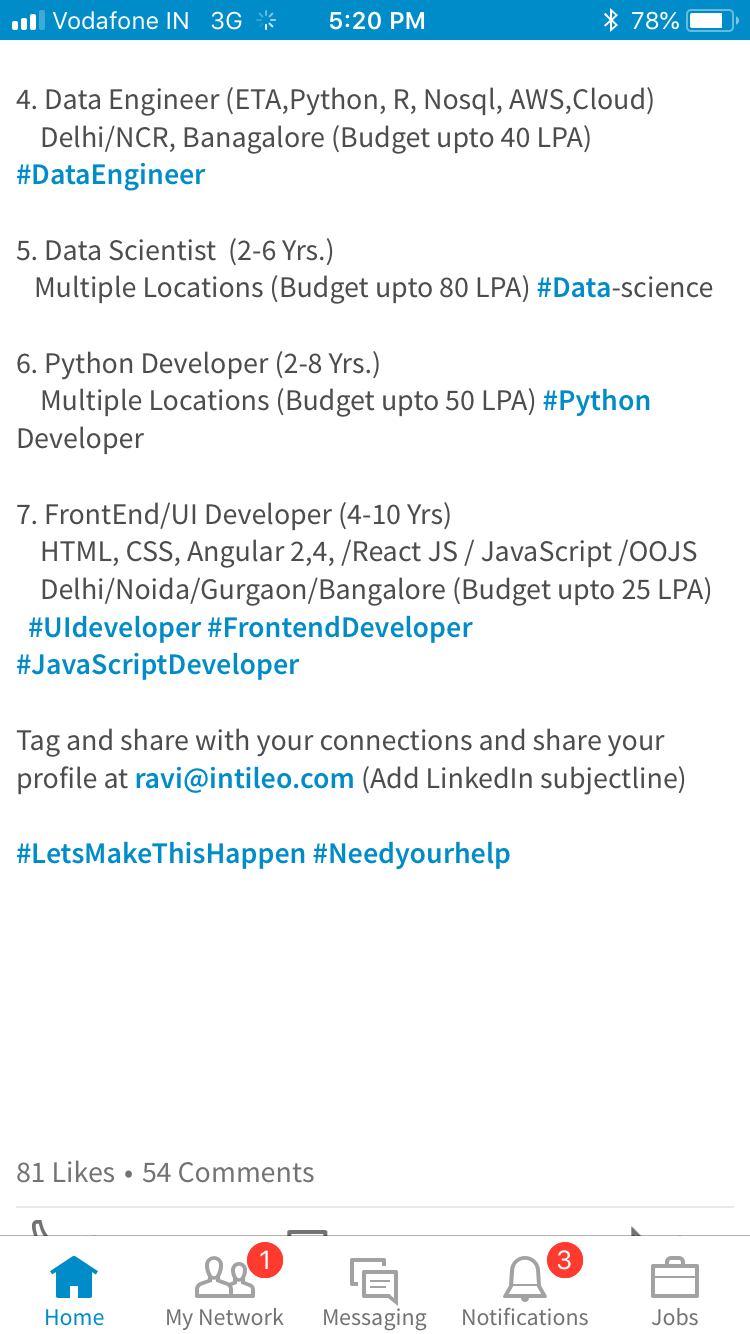 Vodafone IN 3G 5:20 PM 78%
4. Data Engineer (ETA,Python, R, Nosql, AWS,Cloud)
Delhi/NCR, Banagalore (Budget upto 40 LPA)
#DataEngineer
5. Data Scientist (2-6 Yrs.)
Multiple Locations (Budget upto 80 LPA) #Data-science
6. Python Developer (2-8 Yrs.)
Multiple Locations (Budget upto 50 LPA) #Python
Developer
7. FrontEnd/UI Developer (4-10 Yrs)
HTML, CSS, Angular 2,4, /React JS / JavaScript /OOJS
Delhi/Noida/Gurgaon/Bangalore (Budget upto 25 LPA)
#UIdeveloper #FrontendDeveloper
#JavaScriptDeveloper
Tag and share with your connections and share your
profile at ravi@intileo.com (Add LinkedIn subjectline)
#LetsMakeThisHappen #Needyourhelp
81 Likes • 54 Comments
1 3
Home My Network Messaging Notifications Jobs